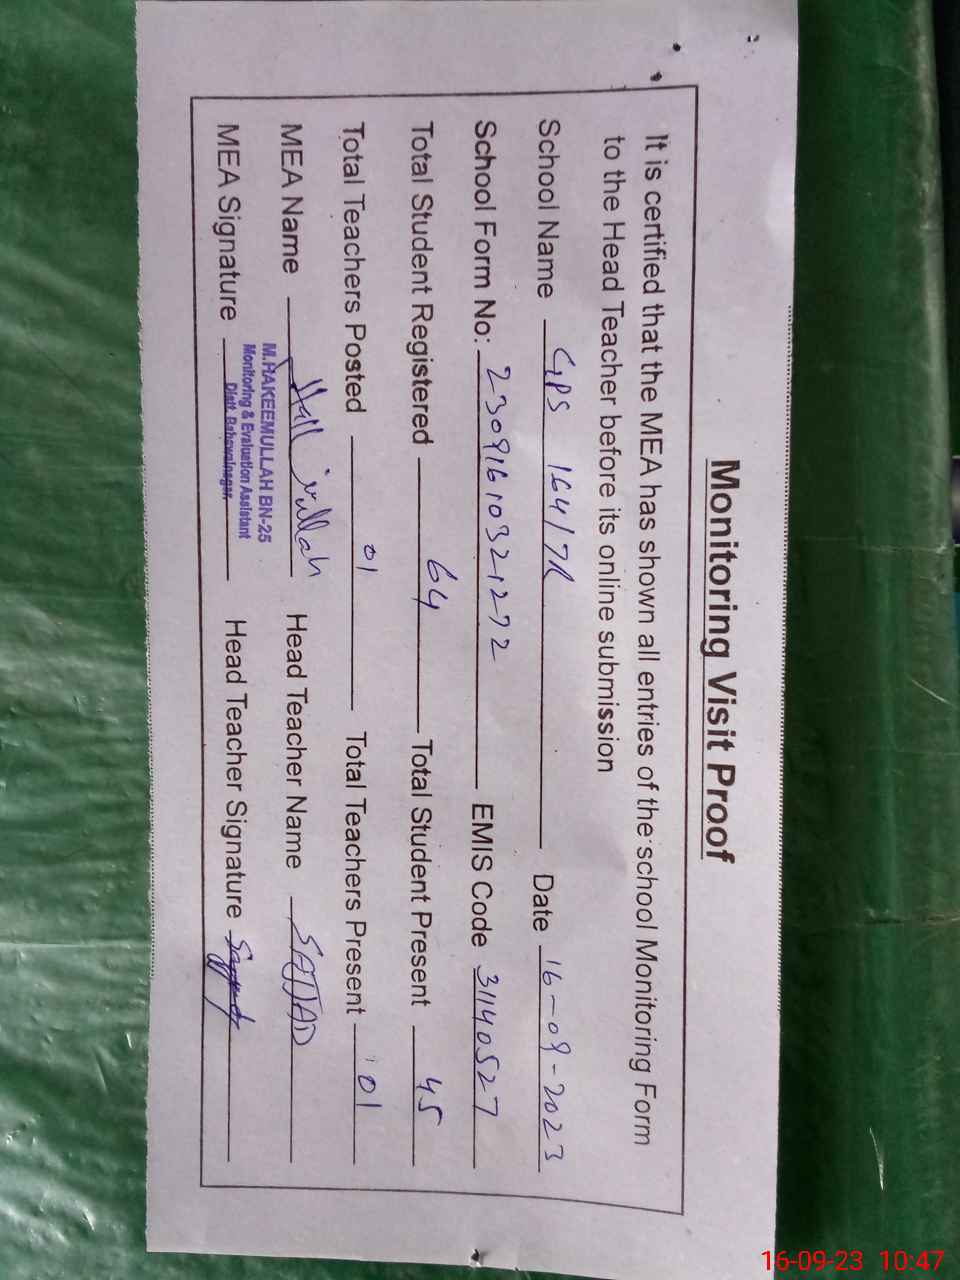 Monitoring Visit Proof
It is certified that the MEA has shown all entries of the school Monitoring Form
to the Head Teacher before its online submission
School Name GPS 164/7R Date 16-09-2023
School Form No: 23091610321272 EMIS Code 31140527
Total Student Registered 64 Total Student Present 45
Total Teachers Posted 01 Total Teachers Present 01
MEA Name Head Teacher Name SAJJAD
M.HAKEEMULLAH BN-25
Monitoring & Evaluation Assistant
Distt. Bahawalnagar
MEA Signature Head Teacher Signature
16-09-23 10:47